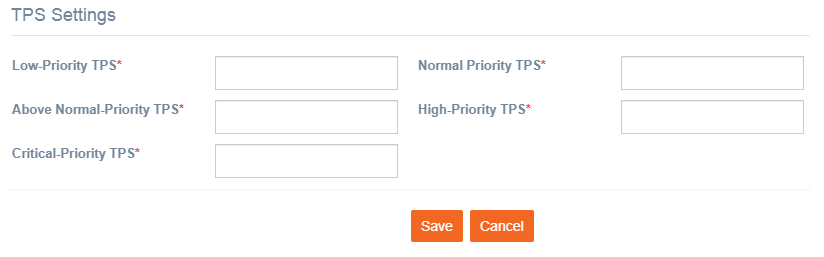 TPS Settings
Low-Priority TPS* Normal Priority TPS*
Above Normal-Priority TPS* High-Priority TPS*
Critical-Priority TPS*
Save Cancel